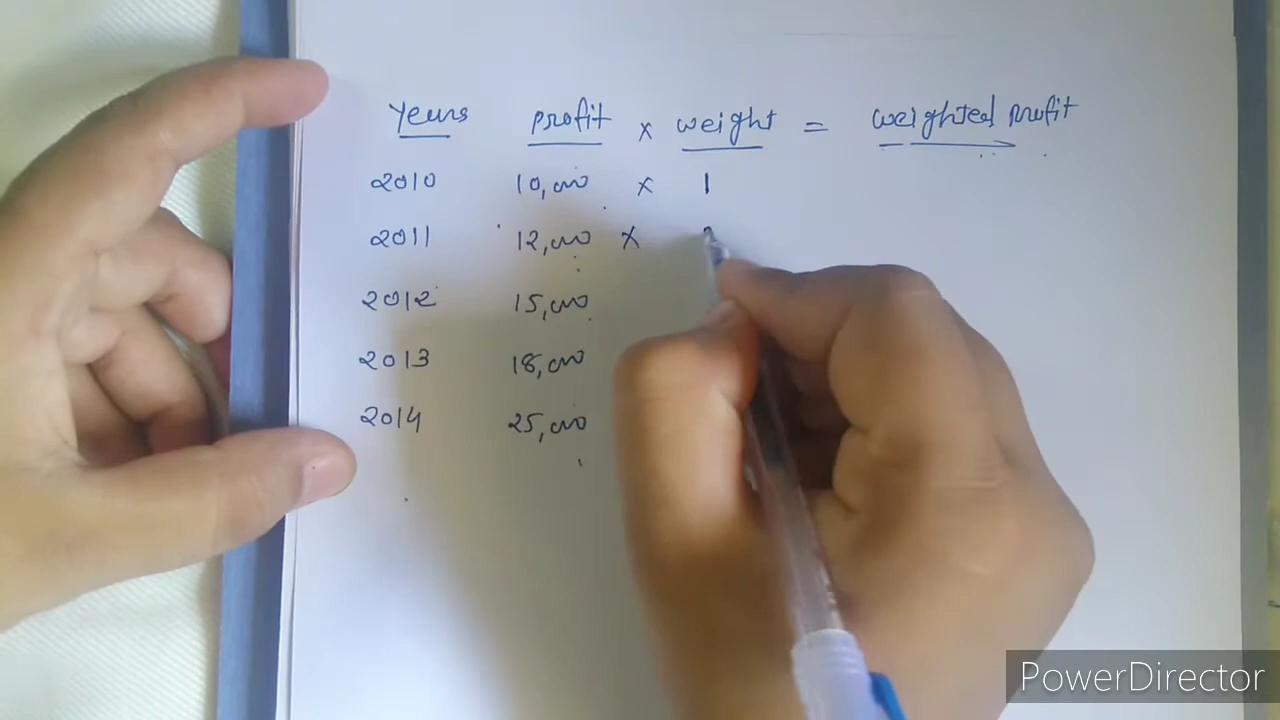 Years profit × weight = weighted profit
2010 10,000 × 1
2011 12,000 ×
2012 15,000
2013 18,000
2014 25,000
PowerDirector